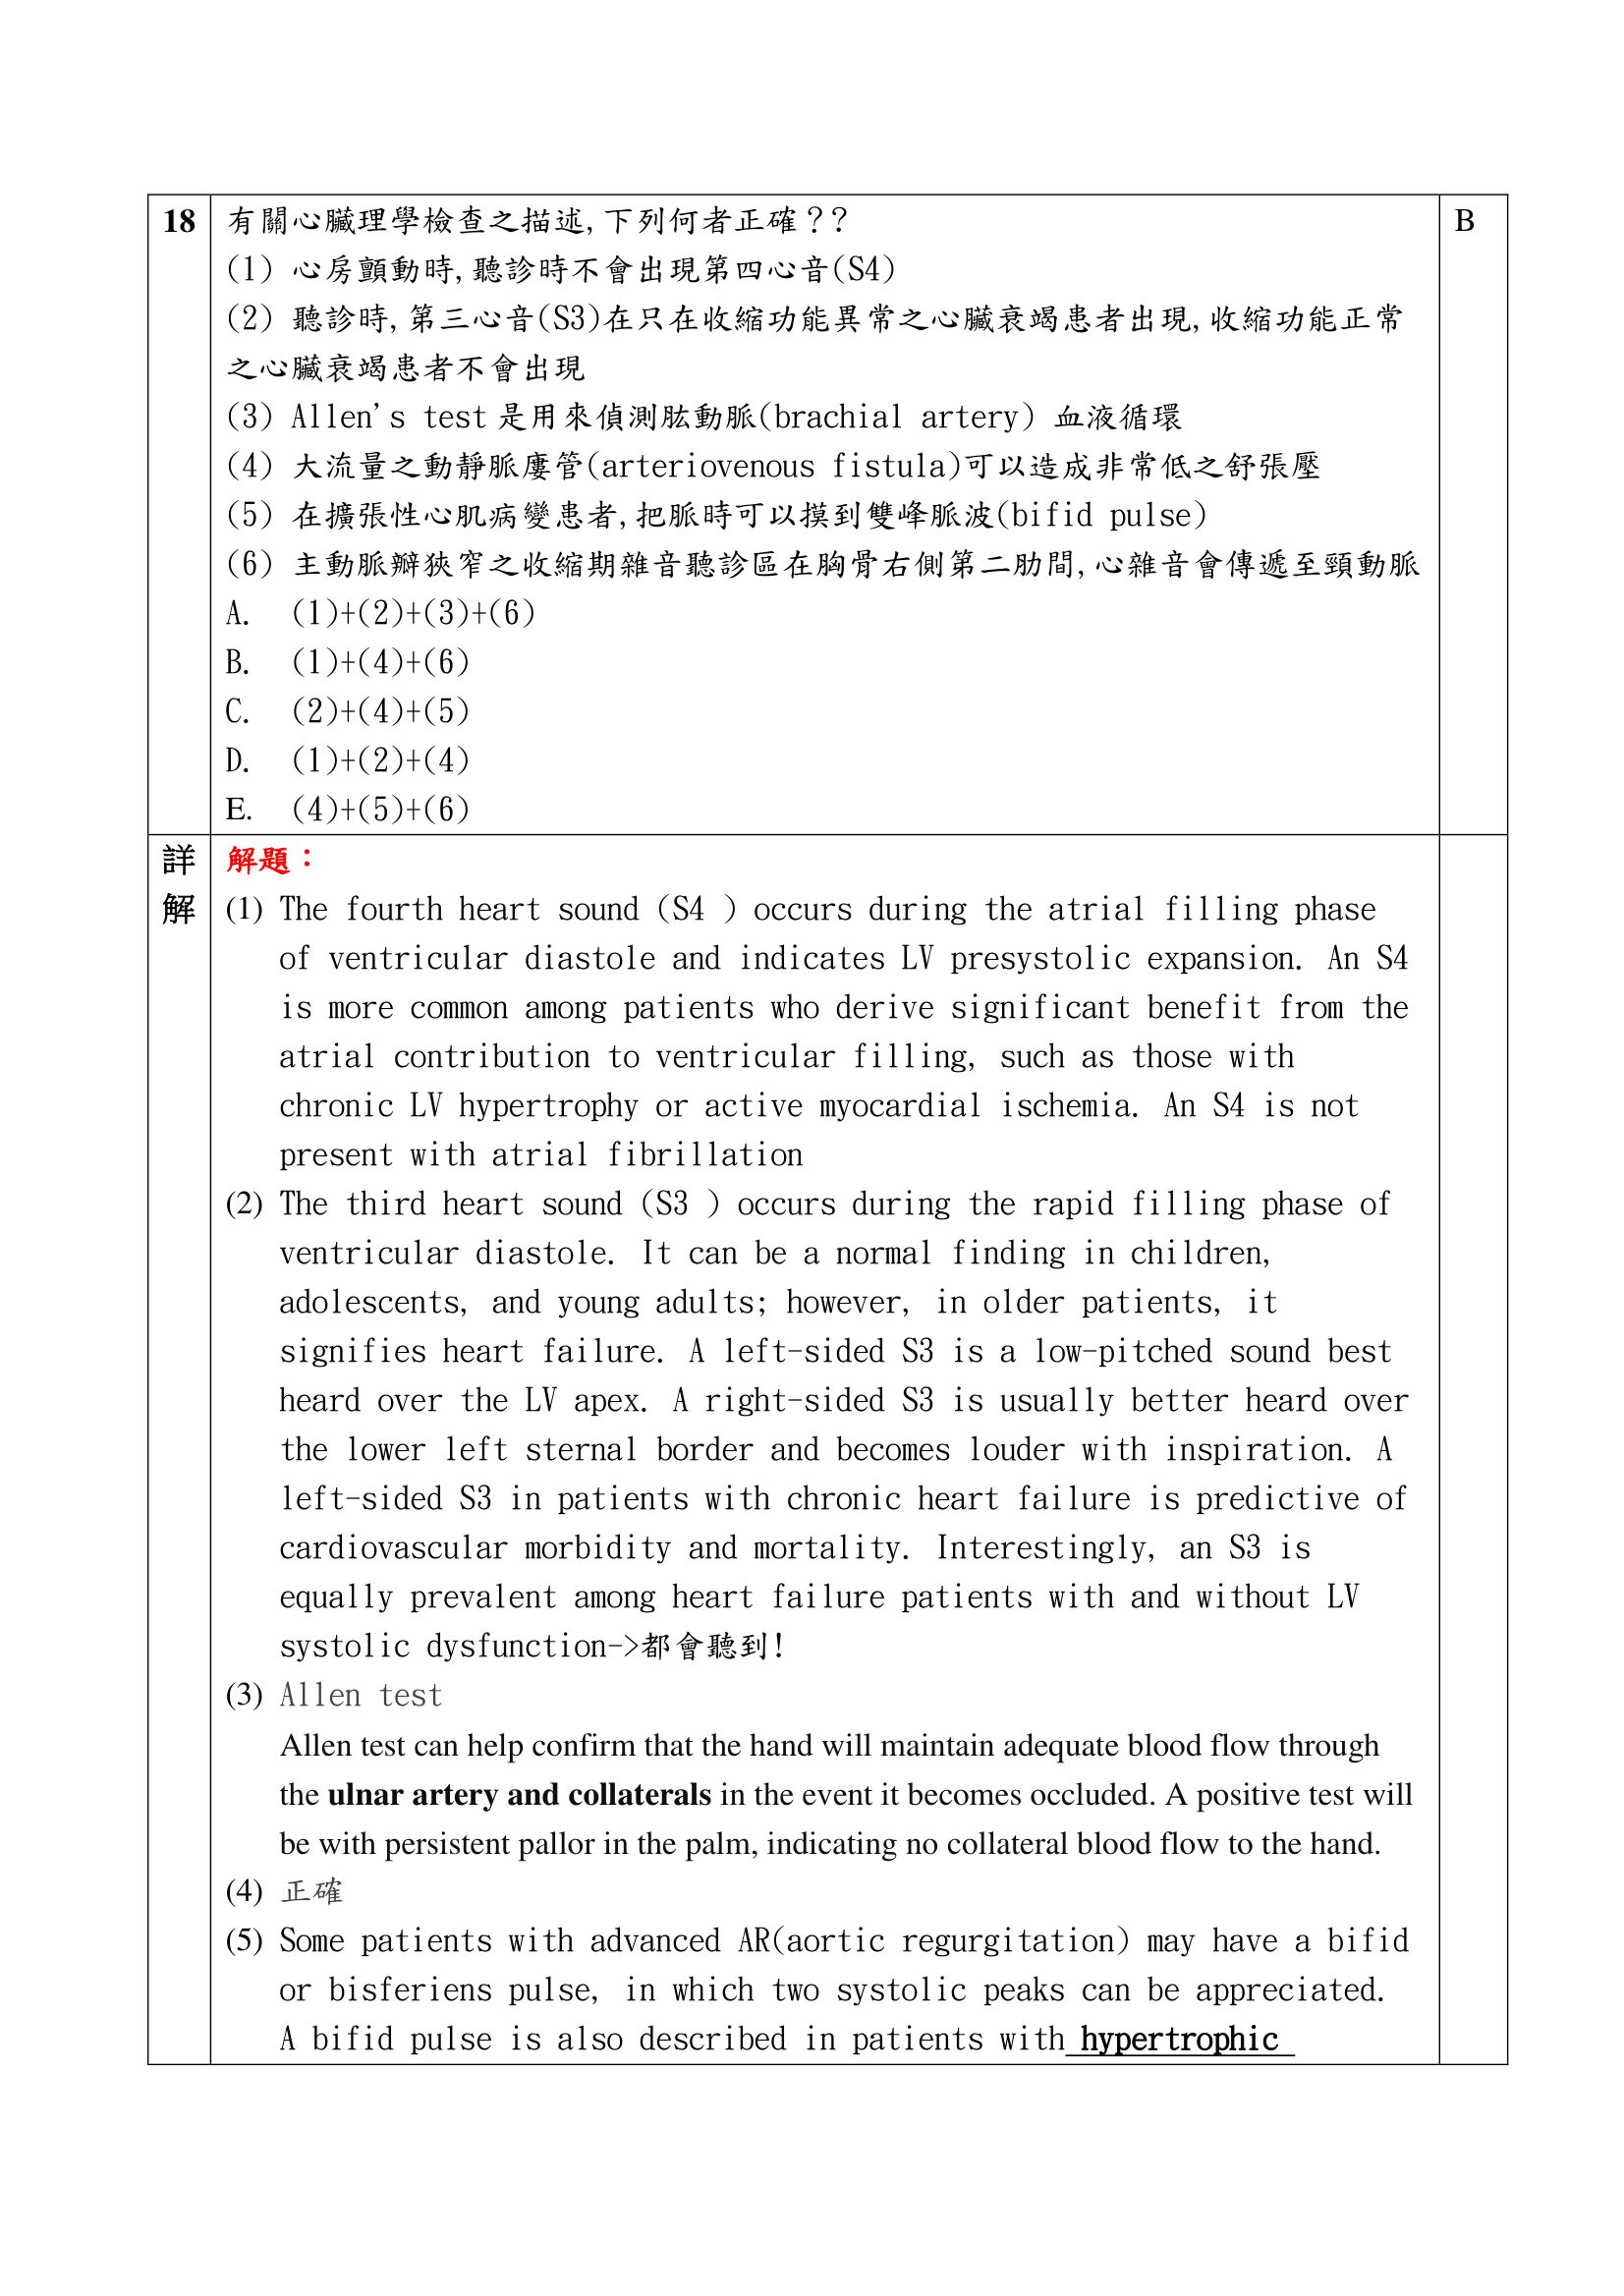 18
有關心臟理學檢查之描述,下列何者正確??
B
(1) 心房顫動時,聽診時不會出現第四心音(S4)
(2) 聽診時,第三心音(S3)在只在收縮功能異常之心臟衰竭患者出現,收縮功能正常
之心臟衰竭患者不會出現
(3) Allen's test 是用來偵測肱動脈(brachial artery) 血液循環
(4) 大流量之動靜脈廔管(arteriovenous fistula)可以造成非常低之舒張壓
(5) 在擴張性心肌病變患者,把脈時可以摸到雙峰脈波(bifid pulse)
(6) 主動脈瓣狹窄之收縮期雜音聽診區在胸骨右側第二肋間,心雜音會傳遞至頸動脈
A. (1)+(2)+(3)+(6)
B. (1)+(4)+(6)
C. (2)+(4)+(5)
D. (1)+(2)+(4)
E. (4)+(5)+(6)
詳
解
解題：
(1) The fourth heart sound (S4 ) occurs during the atrial filling phase
of ventricular diastole and indicates LV presystolic expansion. An S4
is more common among patients who derive significant benefit from the
atrial contribution to ventricular filling, such as those with
chronic LV hypertrophy or active myocardial ischemia. An S4 is not
present with atrial fibrillation
(2) The third heart sound (S3 ) occurs during the rapid filling phase of
ventricular diastole. It can be a normal finding in children,
adolescents, and young adults; however, in older patients, it
signifies heart failure. A left-sided S3 is a low-pitched sound best
heard over the LV apex. A right-sided S3 is usually better heard over
the lower left sternal border and becomes louder with inspiration. A
left-sided S3 in patients with chronic heart failure is predictive of
cardiovascular morbidity and mortality. Interestingly, an S3 is
equally prevalent among heart failure patients with and without LV
systolic dysfunction->都會聽到!
(3) Allen test
Allen test can help confirm that the hand will maintain adequate blood flow through
the ulnar artery and collaterals in the event it becomes occluded. A positive test will
be with persistent pallor in the palm, indicating no collateral blood flow to the hand.
(4) 正確
(5) Some patients with advanced AR(aortic regurgitation) may have a bifid
or bisferiens pulse, in which two systolic peaks can be appreciated.
A bifid pulse is also described in patients with hypertrophic